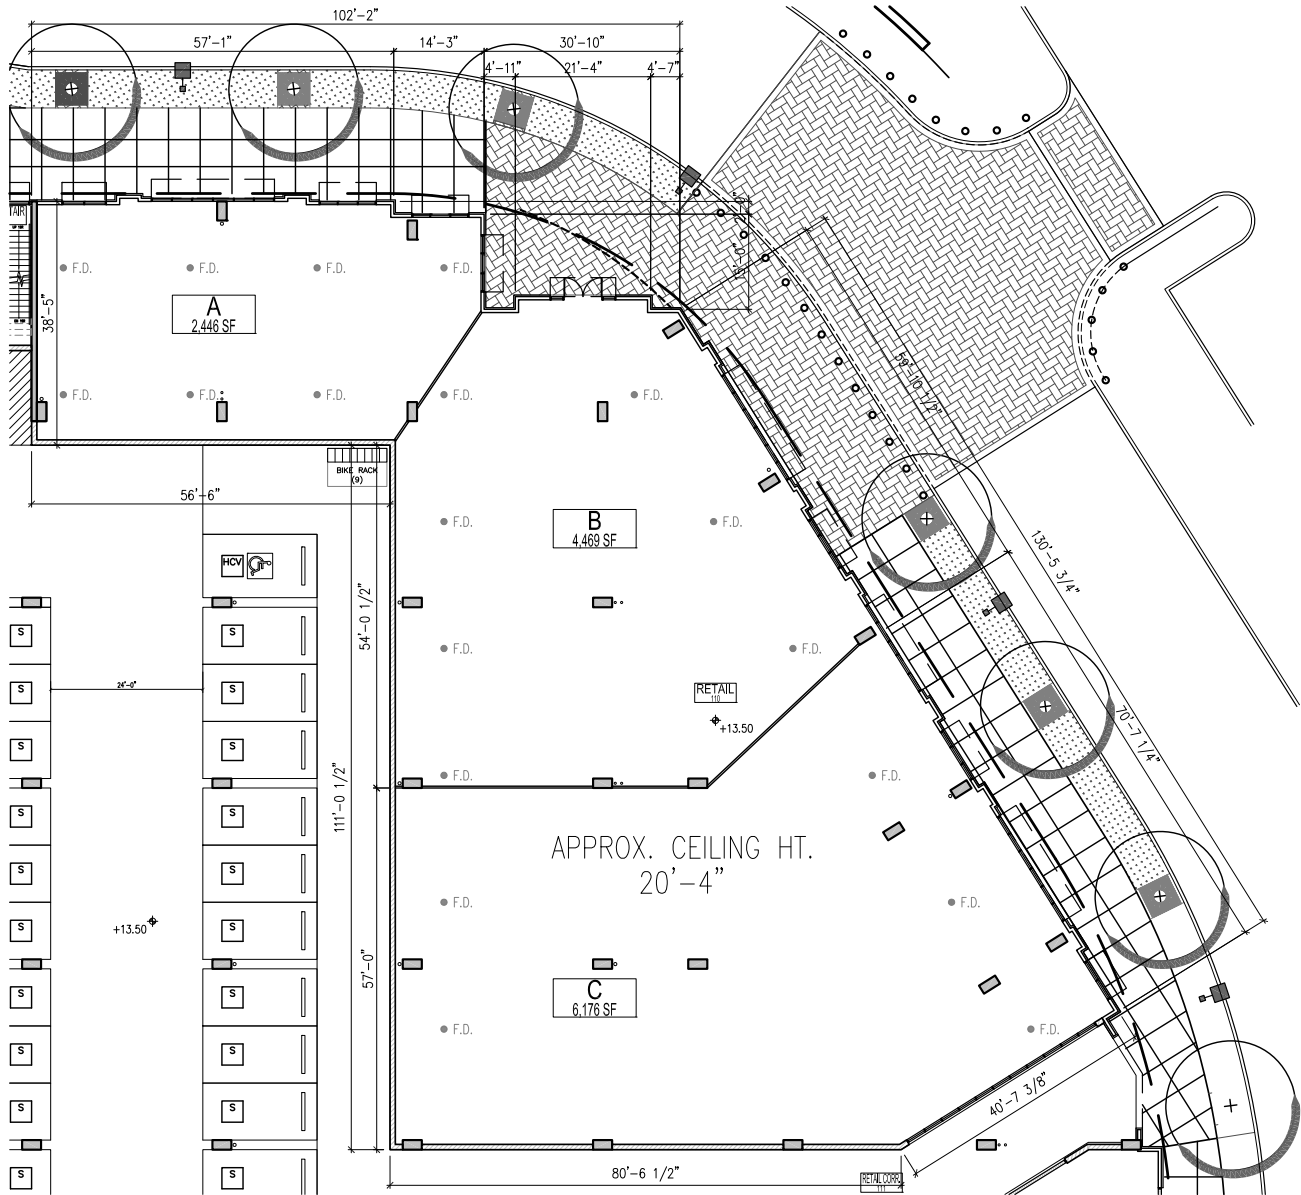 102'-2"
57'-1"
14'-3"
30'-10"
4'-11"
21'-4"
4'-7"
F.D.
F.D.
F.D.
F.D.
38'-5"
A
2,446 SF
59'-10 1/2"
F.D.
F.D.
F.D.
F.D.
F.D.
BIKE RACK
(9)
56'-6"
B
4,469 SF
F.D.
F.D.
HCV
130'-5 3/4"
54'-0 1/2"
S
S
F.D.
F.D.
24'-0"
RETAIL
110
+13.50
S
S
70'-7 1/4"
S
S
F.D.
F.D.
111'-0 1/2"
S
S
APPROX. CEILING HT.
20'-4"
S
S
F.D.
F.D.
S
S
+13.50
57'-0"
C
6,176 SF
S
S
F.D.
F.D.
S
S
40'-7 3/8"
S
S
80'-6 1/2"
S
S
RETAIL CORR.
111